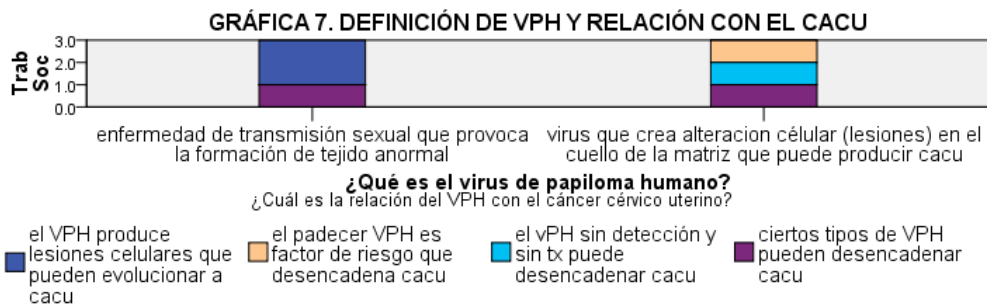 GRÁFICA 7. DEFINICIÓN DE VPH Y RELACIÓN CON EL CACU
Trab
Soc
3.0
2.0
1.0
0.0
enfermedad de transmisión sexual que provoca
la formación de tejido anormal
virus que crea alteracion célular (lesiones) en el
cuello de la matriz que puede producir cacu
¿Qué es el virus de papiloma humano?
¿Cuál es la relación del VPH con el cáncer cérvico uterino?
el VPH produce
lesiones celulares que
pueden evolucionar a
cacu
el padecer VPH es
factor de riesgo que
desencadena cacu
el vPH sin detección y
sin tx puede
desencadenar cacu
ciertos tipos de VPH
pueden desencadenar
cacu